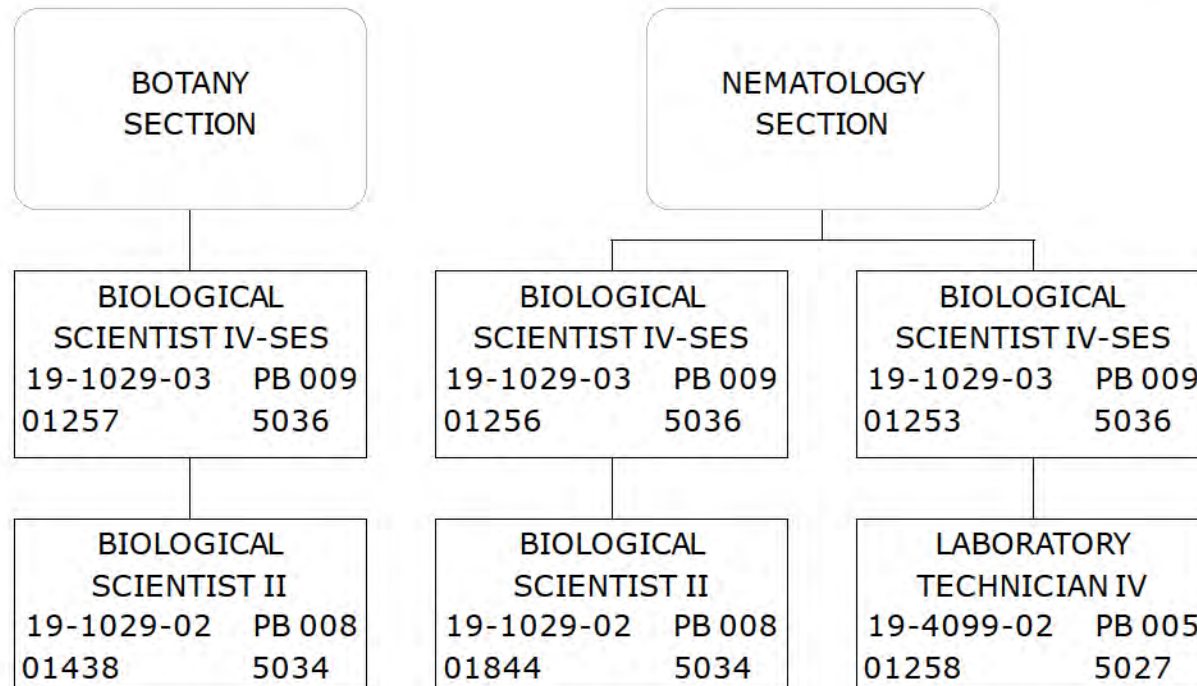 BOTANY
SECTION
NEMATOLOGY
SECTION
BIOLOGICAL
SCIENTIST IV-SES
19-1029-03 PB 009
01257 5036
BIOLOGICAL
SCIENTIST IV-SES
19-1029-03 PB 009
01256 5036
BIOLOGICAL
SCIENTIST IV-SES
19-1029-03 PB 009
01253 5036
BIOLOGICAL
SCIENTIST II
19-1029-02 PB 008
01438 5034
BIOLOGICAL
SCIENTIST II
19-1029-02 PB 008
01844 5034
LABORATORY
TECHNICIAN IV
19-4099-02 PB 005
01258 5027